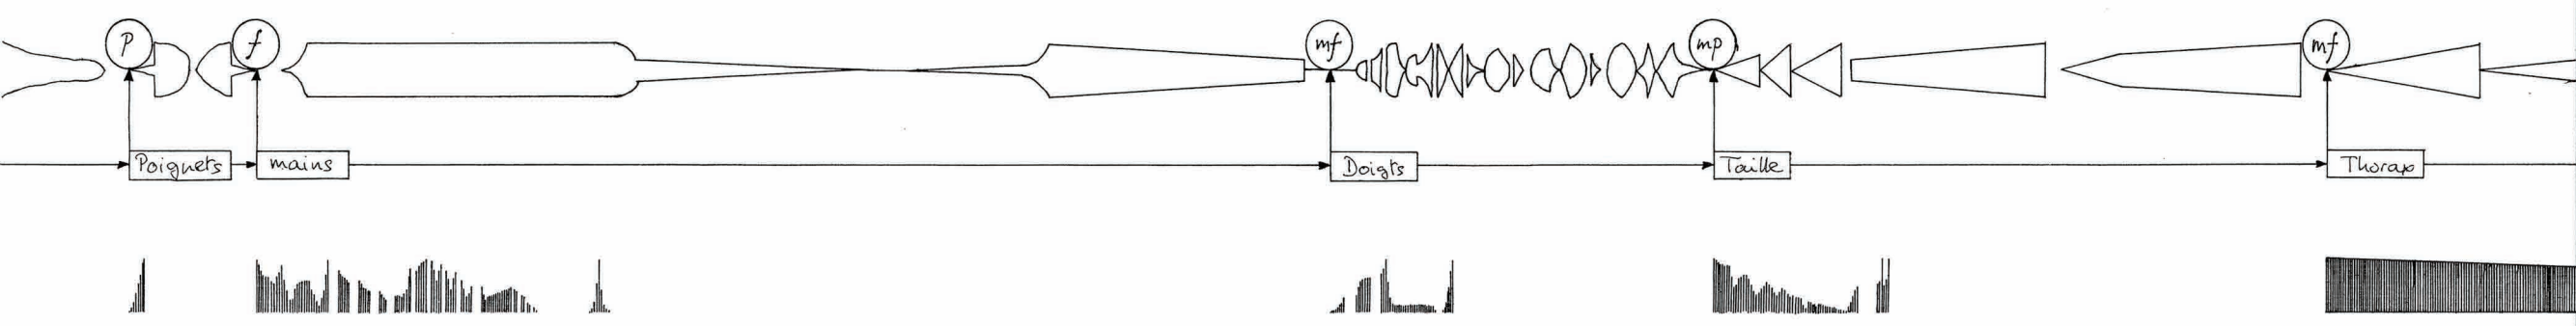 p f mf mp mf
Poignets mains Doigts Taille Thorax